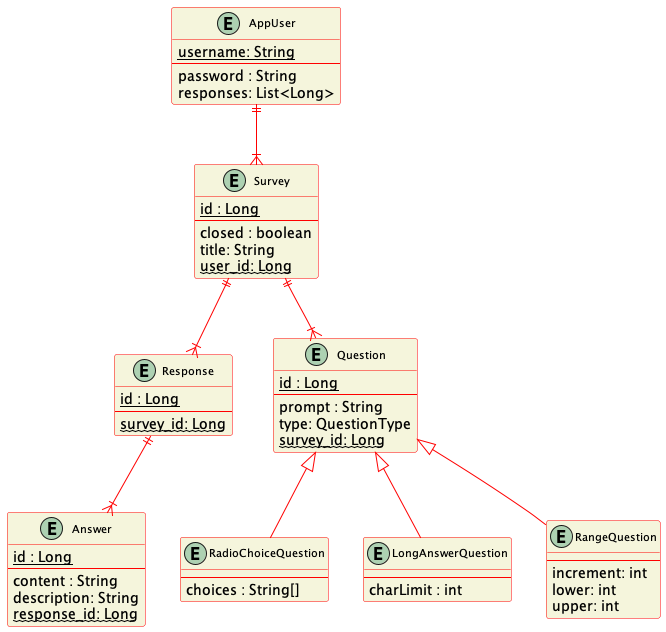 E AppUser
username: String
password : String
responses: List<Long>
E Survey
id : Long
closed : boolean
title: String
user_id: Long
E Response
id : Long
survey_id: Long
E Question
id : Long
prompt : String
type: QuestionType
survey_id: Long
E Answer
id : Long
content : String
description: String
response_id: Long
E RadioChoiceQuestion
choices : String[]
E LongAnswerQuestion
charLimit : int
E RangeQuestion
increment: int
lower: int
upper: int